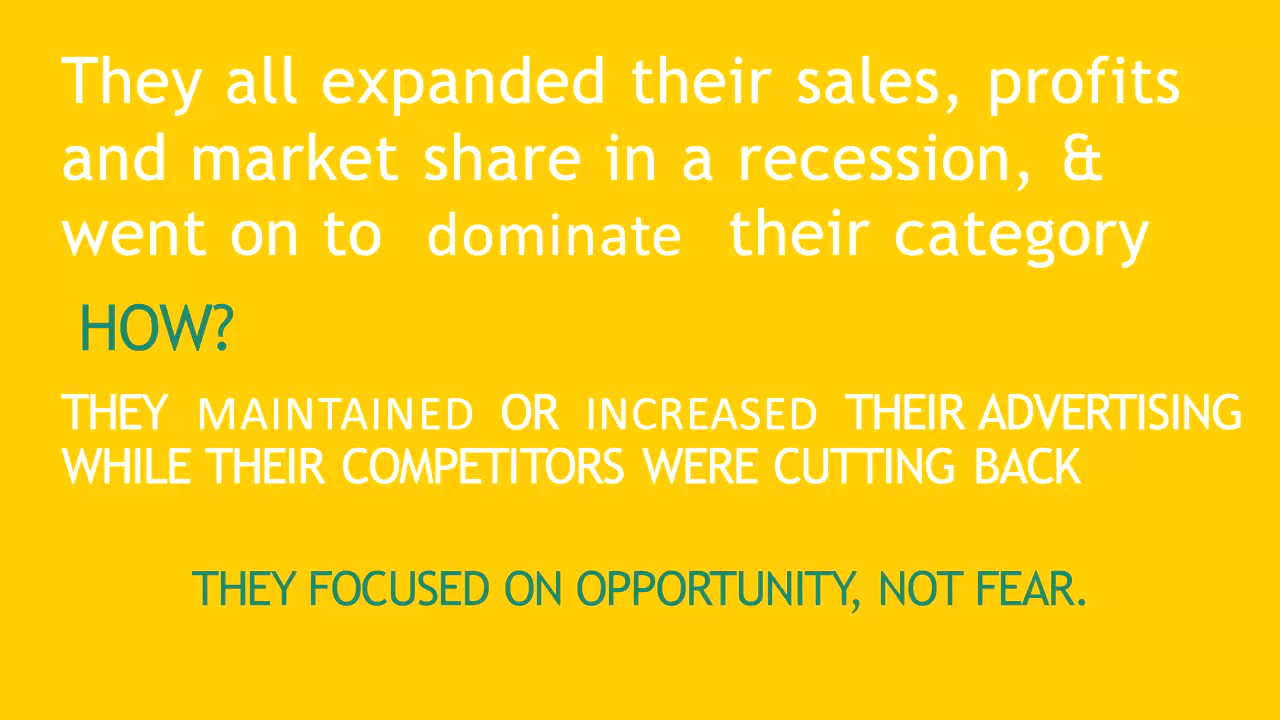 They all expanded their sales, profits
and market share in a recession, &
went on to dominate their category
HOW?
THEY MAINTAINED OR INCREASED THEIR ADVERTISING
WHILE THEIR COMPETITORS WERE CUTTING BACK
THEY FOCUSED ON OPPORTUNITY, NOT FEAR.